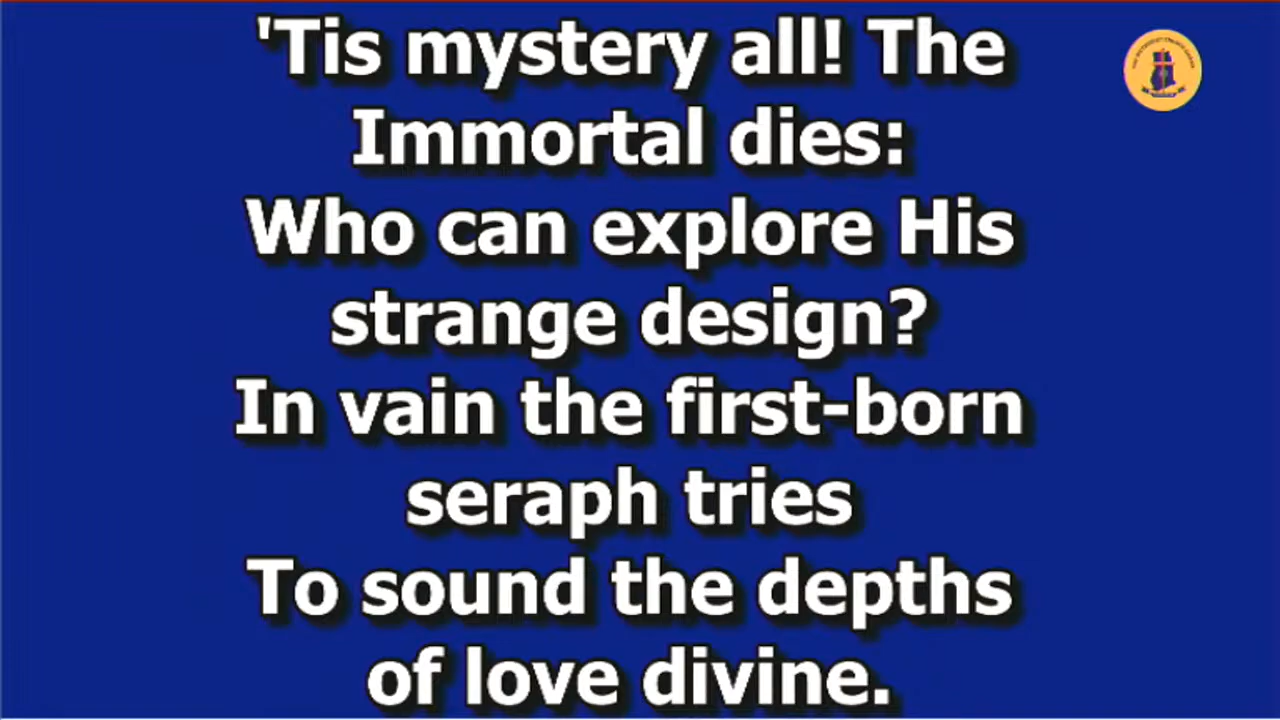 'Tis mystery all! The
Immortal dies:
Who can explore His
strange design?
In vain the first-born
seraph tries
To sound the depths
of love divine.